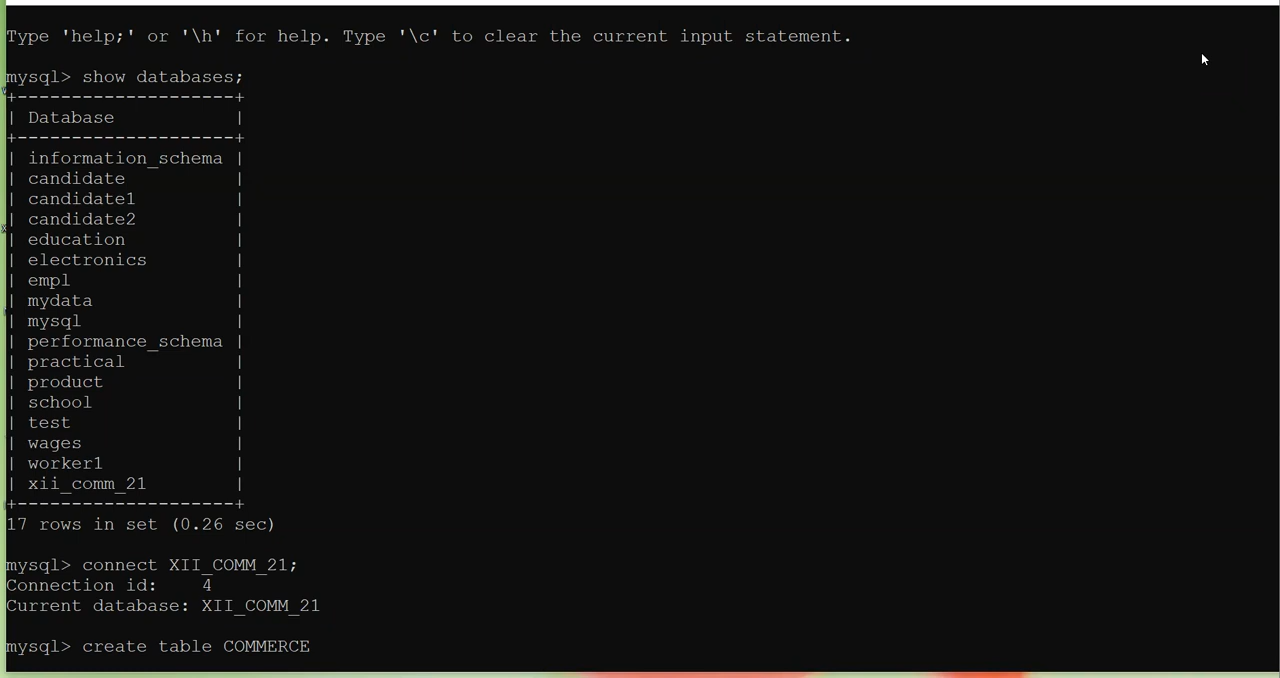 Type 'help;' or '\h' for help. Type '\c' to clear the current input statement.
mysql> show databases;
+--------------------+
| Database           |
+--------------------+
| information_schema |
| candidate          |
| candidate1         |
| candidate2         |
| education          |
| electronics        |
| empl               |
| mydata             |
| mysql              |
| performance_schema |
| practical          |
| product            |
| school             |
| test               |
| wages              |
| worker1            |
| xii_comm_21        |
+--------------------+
17 rows in set (0.26 sec)
mysql> connect XII_COMM_21;
Connection id:    4
Current database: XII_COMM_21
mysql> create table COMMERCE